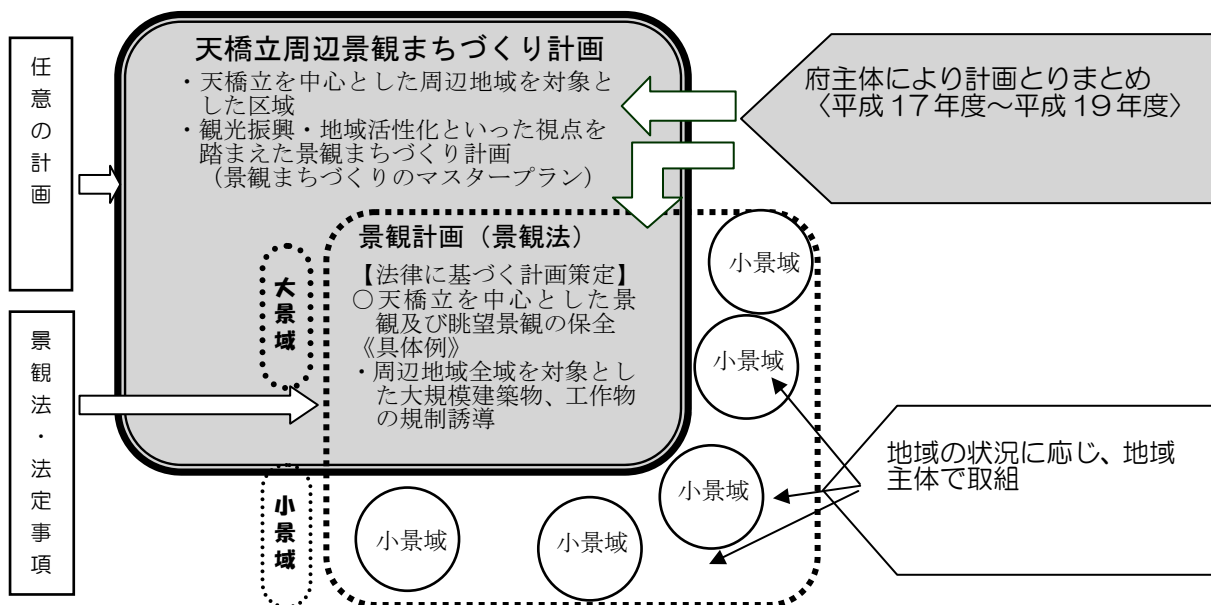 任意の計画
天橋立周辺景観まちづくり計画
・天橋立を中心とした周辺地域を対象と
した区域
・観光振興・地域活性化といった視点を
踏まえた景観まちづくり計画
（景観まちづくりのマスタープラン）
府主体により計画とりまとめ
〈平成17年度～平成19年度〉
景観法・法定事項
大景域
景観計画（景観法）
【法律に基づく計画策定】
○天橋立を中心とした景
観及び眺望景観の保全
《具体例》
・周辺地域全域を対象とし
た大規模建築物、工作物
の規制誘導
小景域
小景域
小景域
小景域
小景域
小景域
地域の状況に応じ、地域
主体で取組